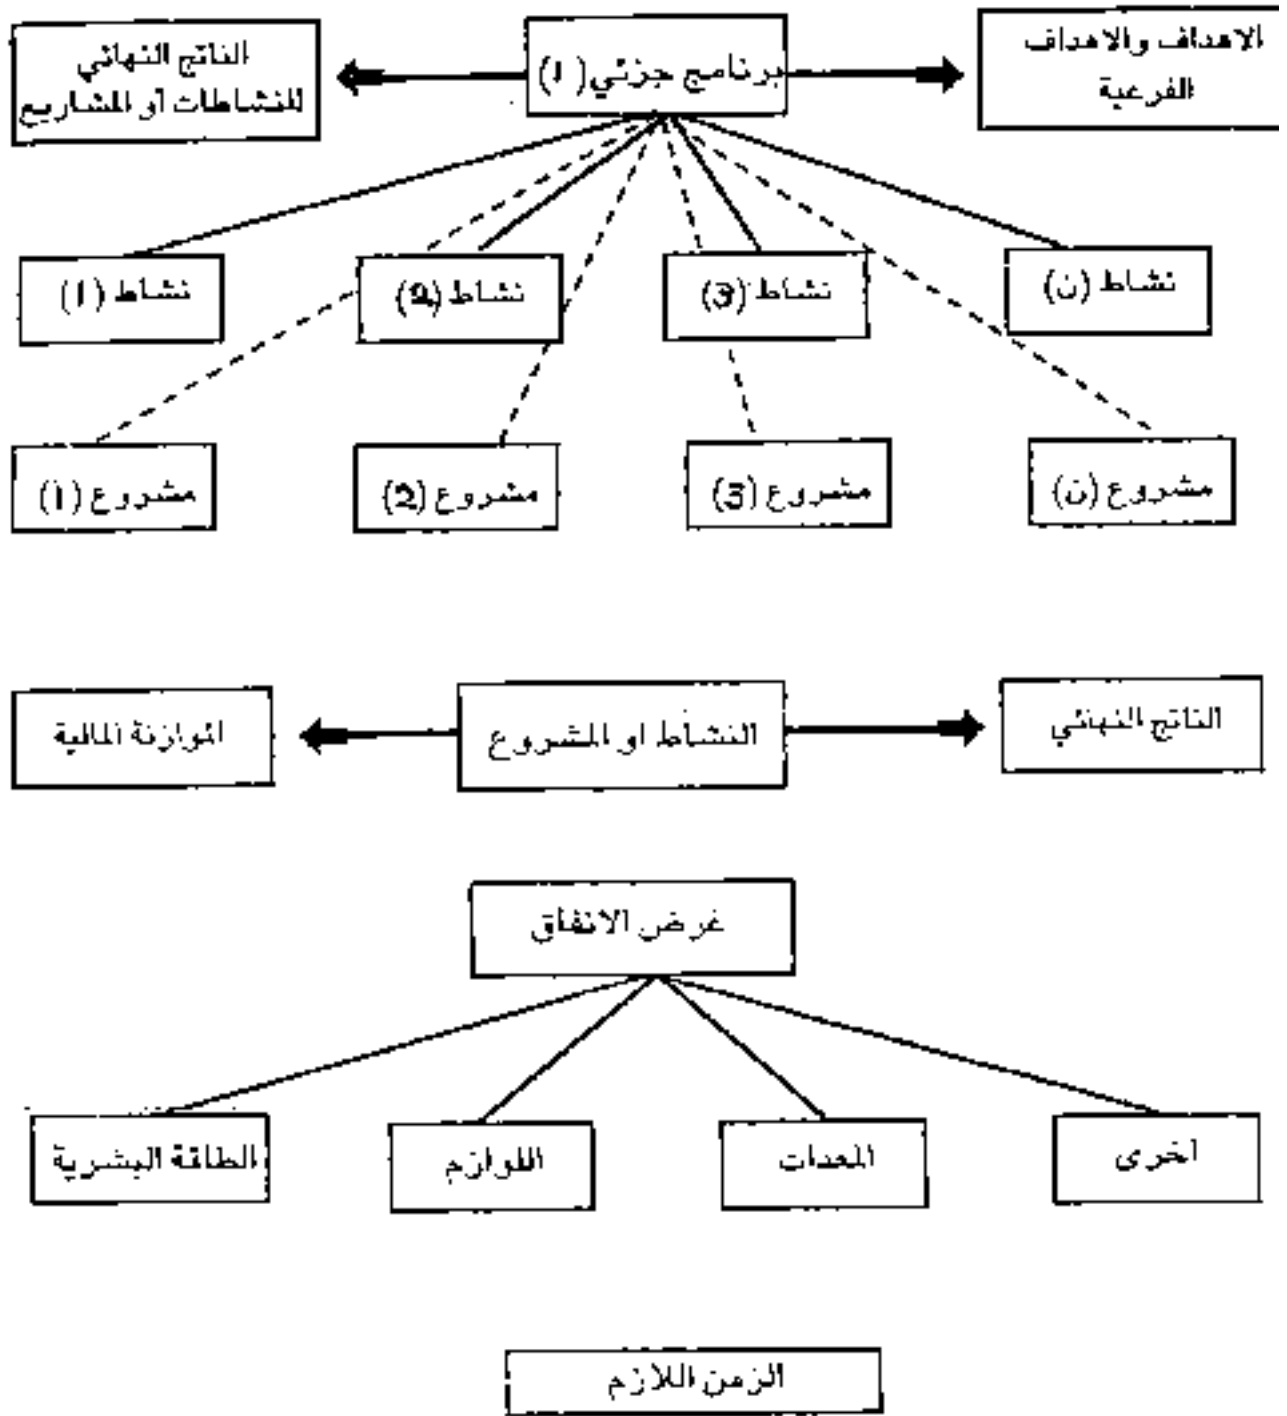 الاهداف والاهداف
الفرعية
برنامج جزئي (1)
الناتج النهائي
للنشاطات أو المشاريع
نشاط (ن)
نشاط (3)
نشاط (2)
نشاط (1)
مشروع (ن)
مشروع (3)
مشروع (2)
مشروع (1)
الناتج النهائي
النشاط او المشروع
الموازنة المالية
غرض الانفاق
اخرى
المعدات
اللوازم
الطاقة البشرية
الزمن اللازم